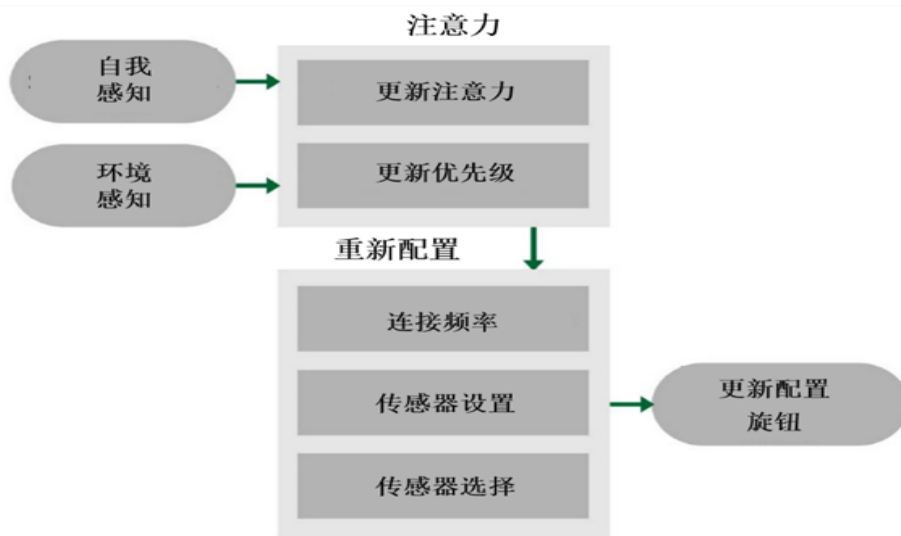 注意力
自我
感知
更新注意力
环境
感知
更新优先级
重新配置
连接频率
传感器设置
更新配置
旋钮
传感器选择